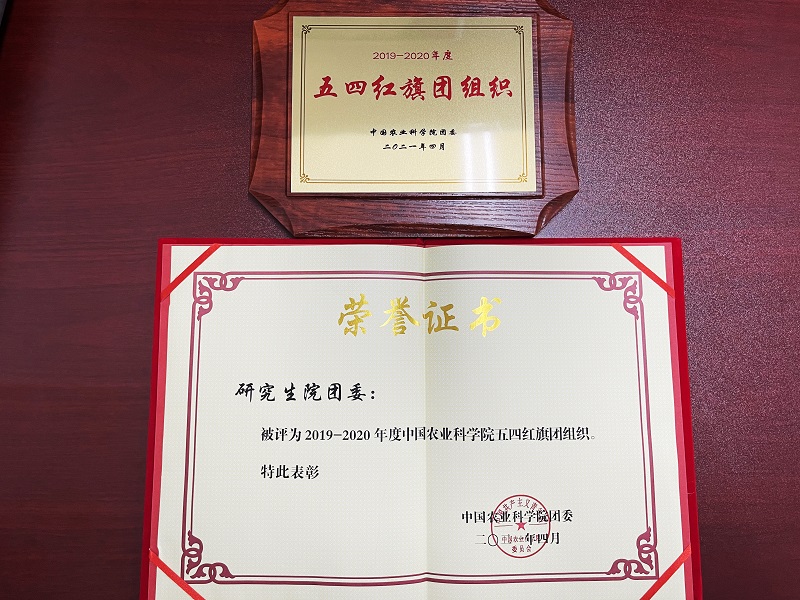 2019-2020年度
五四红旗团组织
中国农业科学院团委
二〇二一年四月
荣誉证书
研究生院团委：
被评为2019-2020年度中国农业科学院五四红旗团组织。
特此表彰
中国农业科学院团委
二〇 年四月
委员会